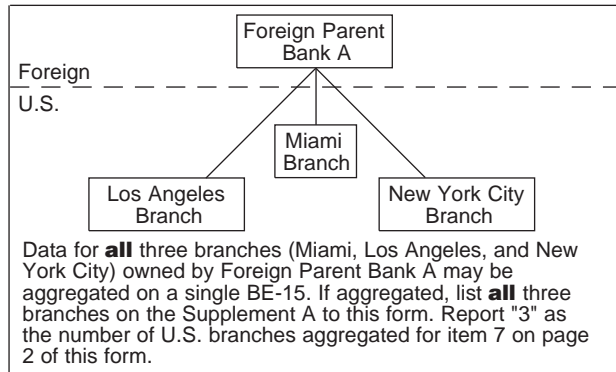 Foreign Parent
Bank A
Foreign
U.S.
Miami
Branch
Los Angeles
Branch
New York City
Branch
Data for all three branches (Miami, Los Angeles, and New
York City) owned by Foreign Parent Bank A may be
aggregated on a single BE-15. If aggregated, list all three
branches on the Supplement A to this form. Report "3" as
the number of U.S. branches aggregated for item 7 on page
2 of this form.